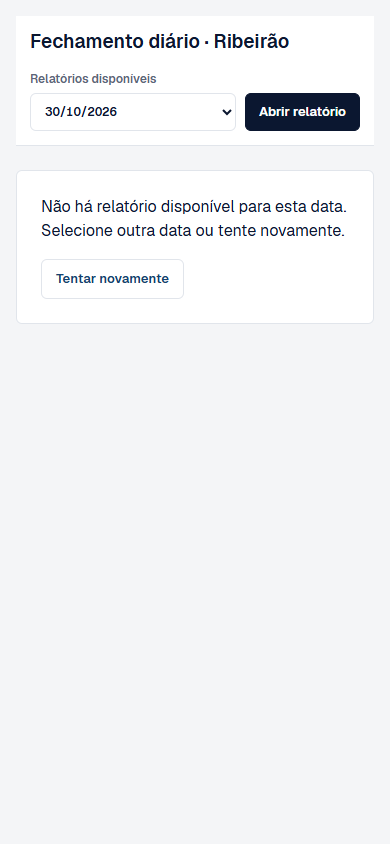 Fechamento diário · Ribeirão
Relatórios disponíveis
30/10/2026
Abrir relatório
Não há relatório disponível para esta data.
Selecione outra data ou tente novamente.
Tentar novamente